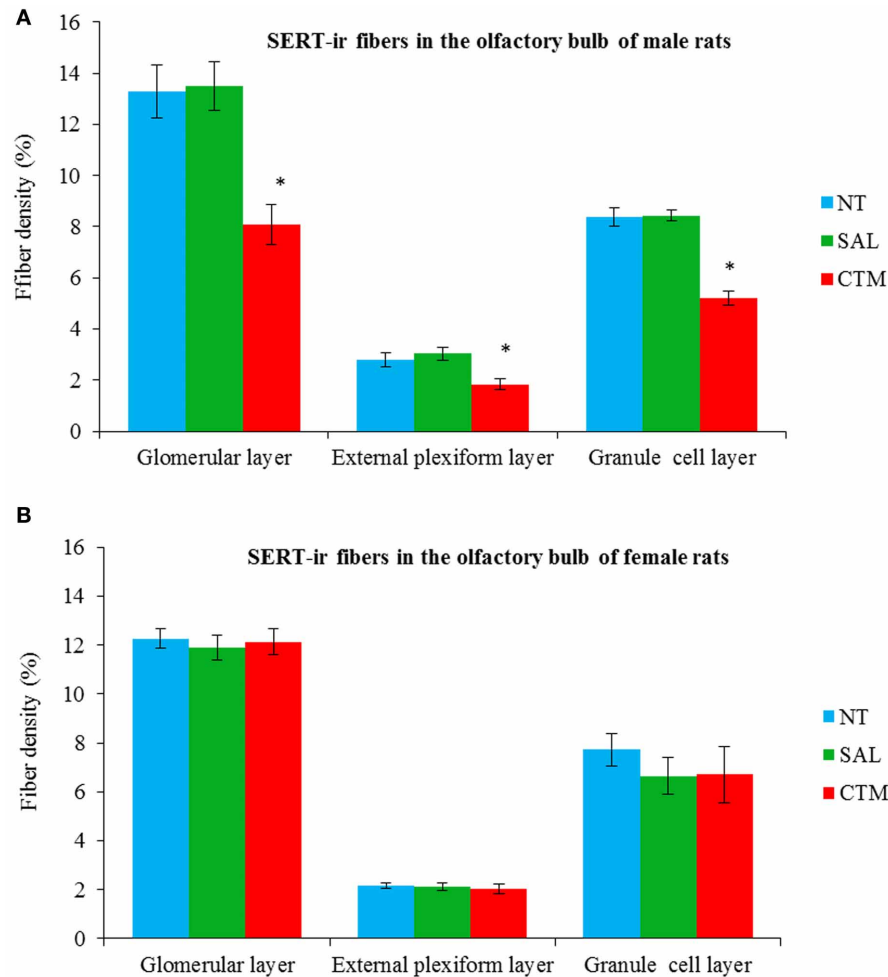 A
SERT-ir fibers in the olfactory bulb of male rats
Ffiber density (%)
16
14
12
10
8
6
4
2
0
*
*
*
NT
SAL
CTM
Glomerular layer External plexiform layer Granule cell layer
B
SERT-ir fibers in the olfactory bulb of female rats
Fiber density (%)
16
14
12
10
8
6
4
2
0
NT
SAL
CTM
Glomerular layer External plexiform layer Granule cell layer